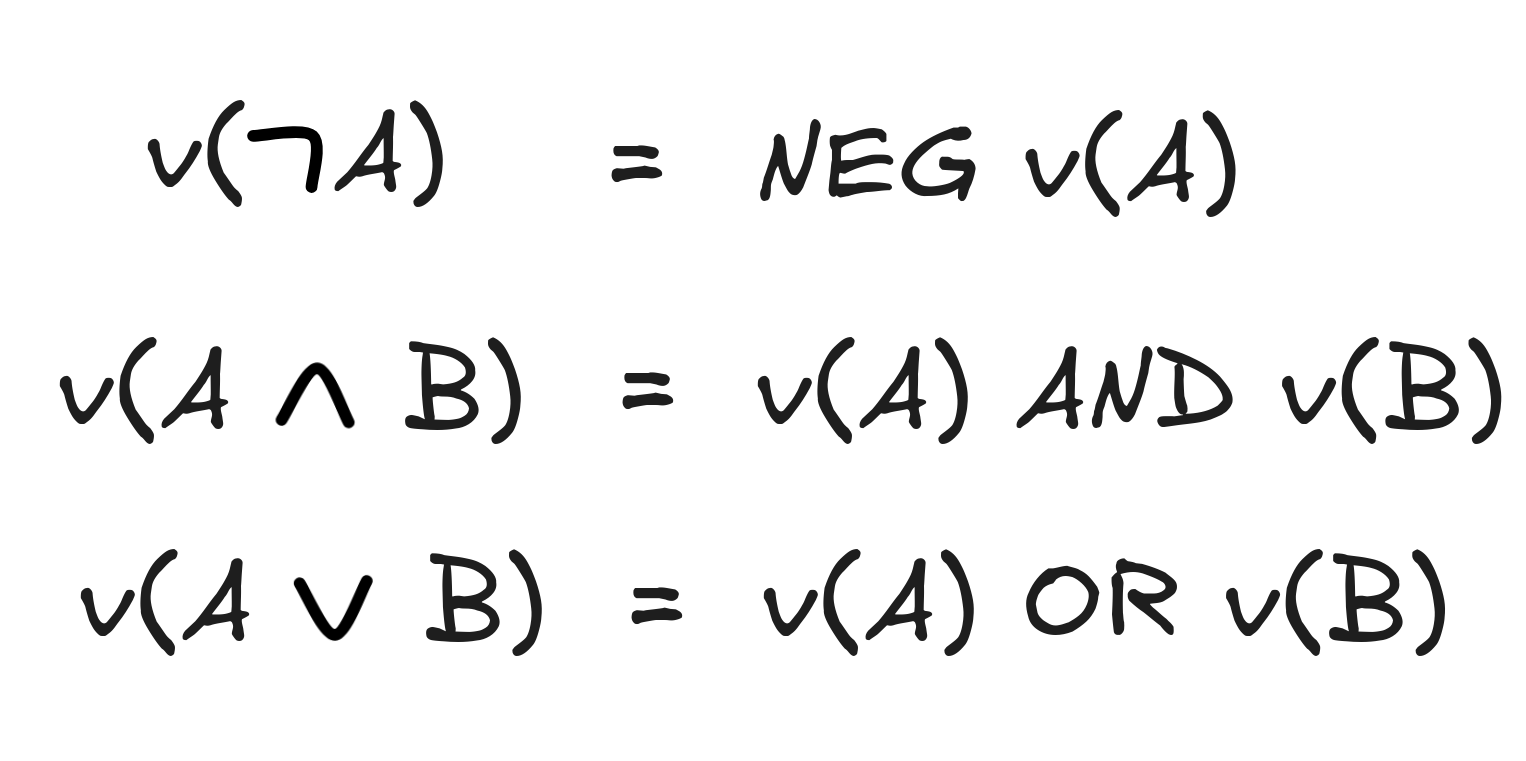 v(¬A) = NEG v(A)
v(A ∧ B) = v(A) AND v(B)
v(A ∨ B) = v(A) OR v(B)